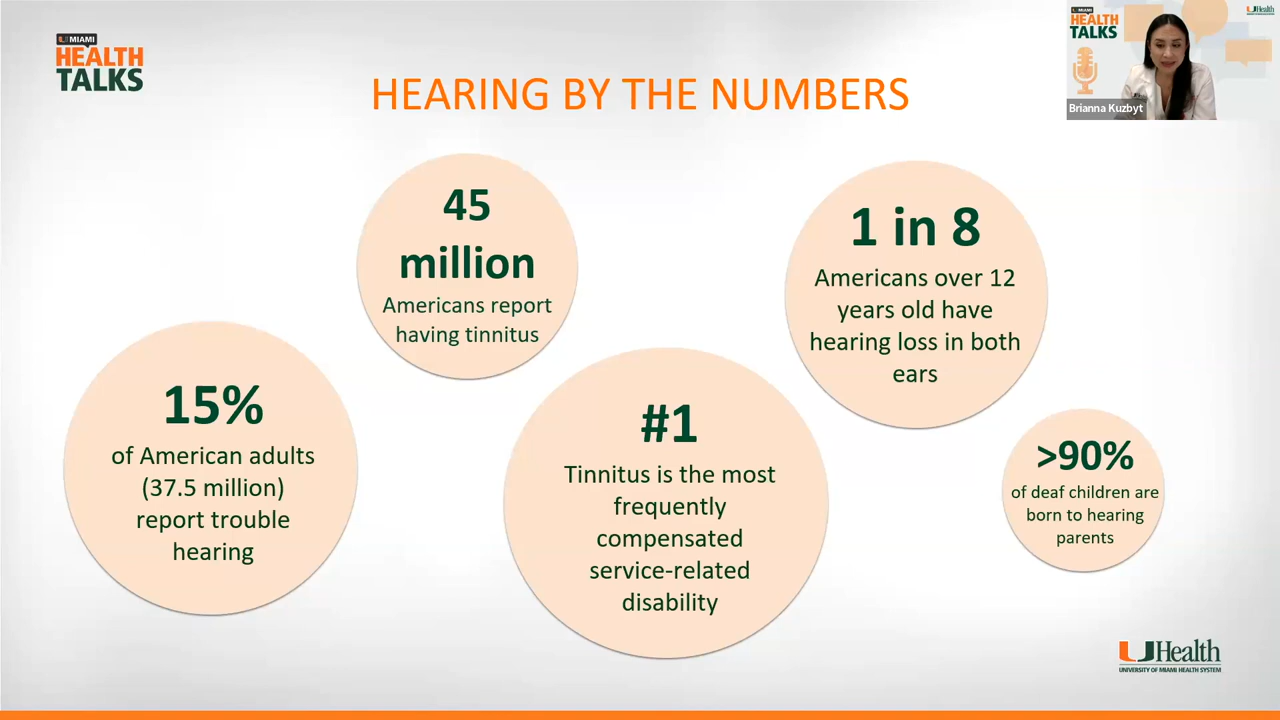 U MIAMI
HEALTH
TALKS
HEARING BY THE NUMBERS
U MIAMI
HEALTH
TALKS
UHealth
Brianna Kuzbyt
45
million
Americans report
having tinnitus
1 in 8
Americans over 12
years old have
hearing loss in both
ears
15%
of American adults
(37.5 million)
report trouble
hearing
#1
Tinnitus is the most
frequently
compensated
service-related
disability
>90%
of deaf children are
born to hearing
parents
UHealth
UNIVERSITY OF MIAMI HEALTH SYSTEM